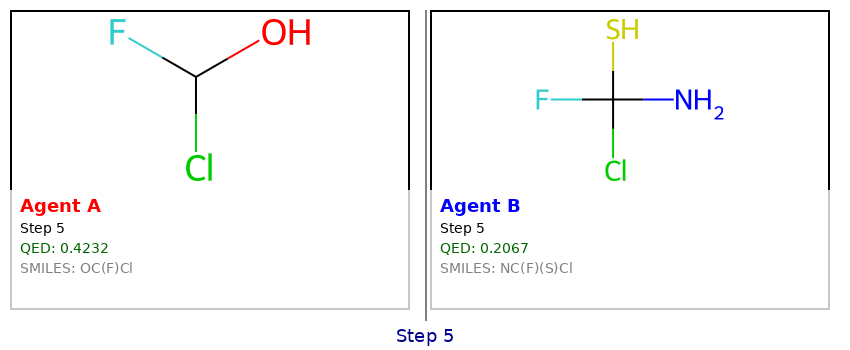 F
OH
Cl
Agent A
Step 5
QED: 0.4232
SMILES: OC(F)Cl
SH
F
NH2
Cl
Agent B
Step 5
QED: 0.2067
SMILES: NC(F)(S)Cl
Step 5